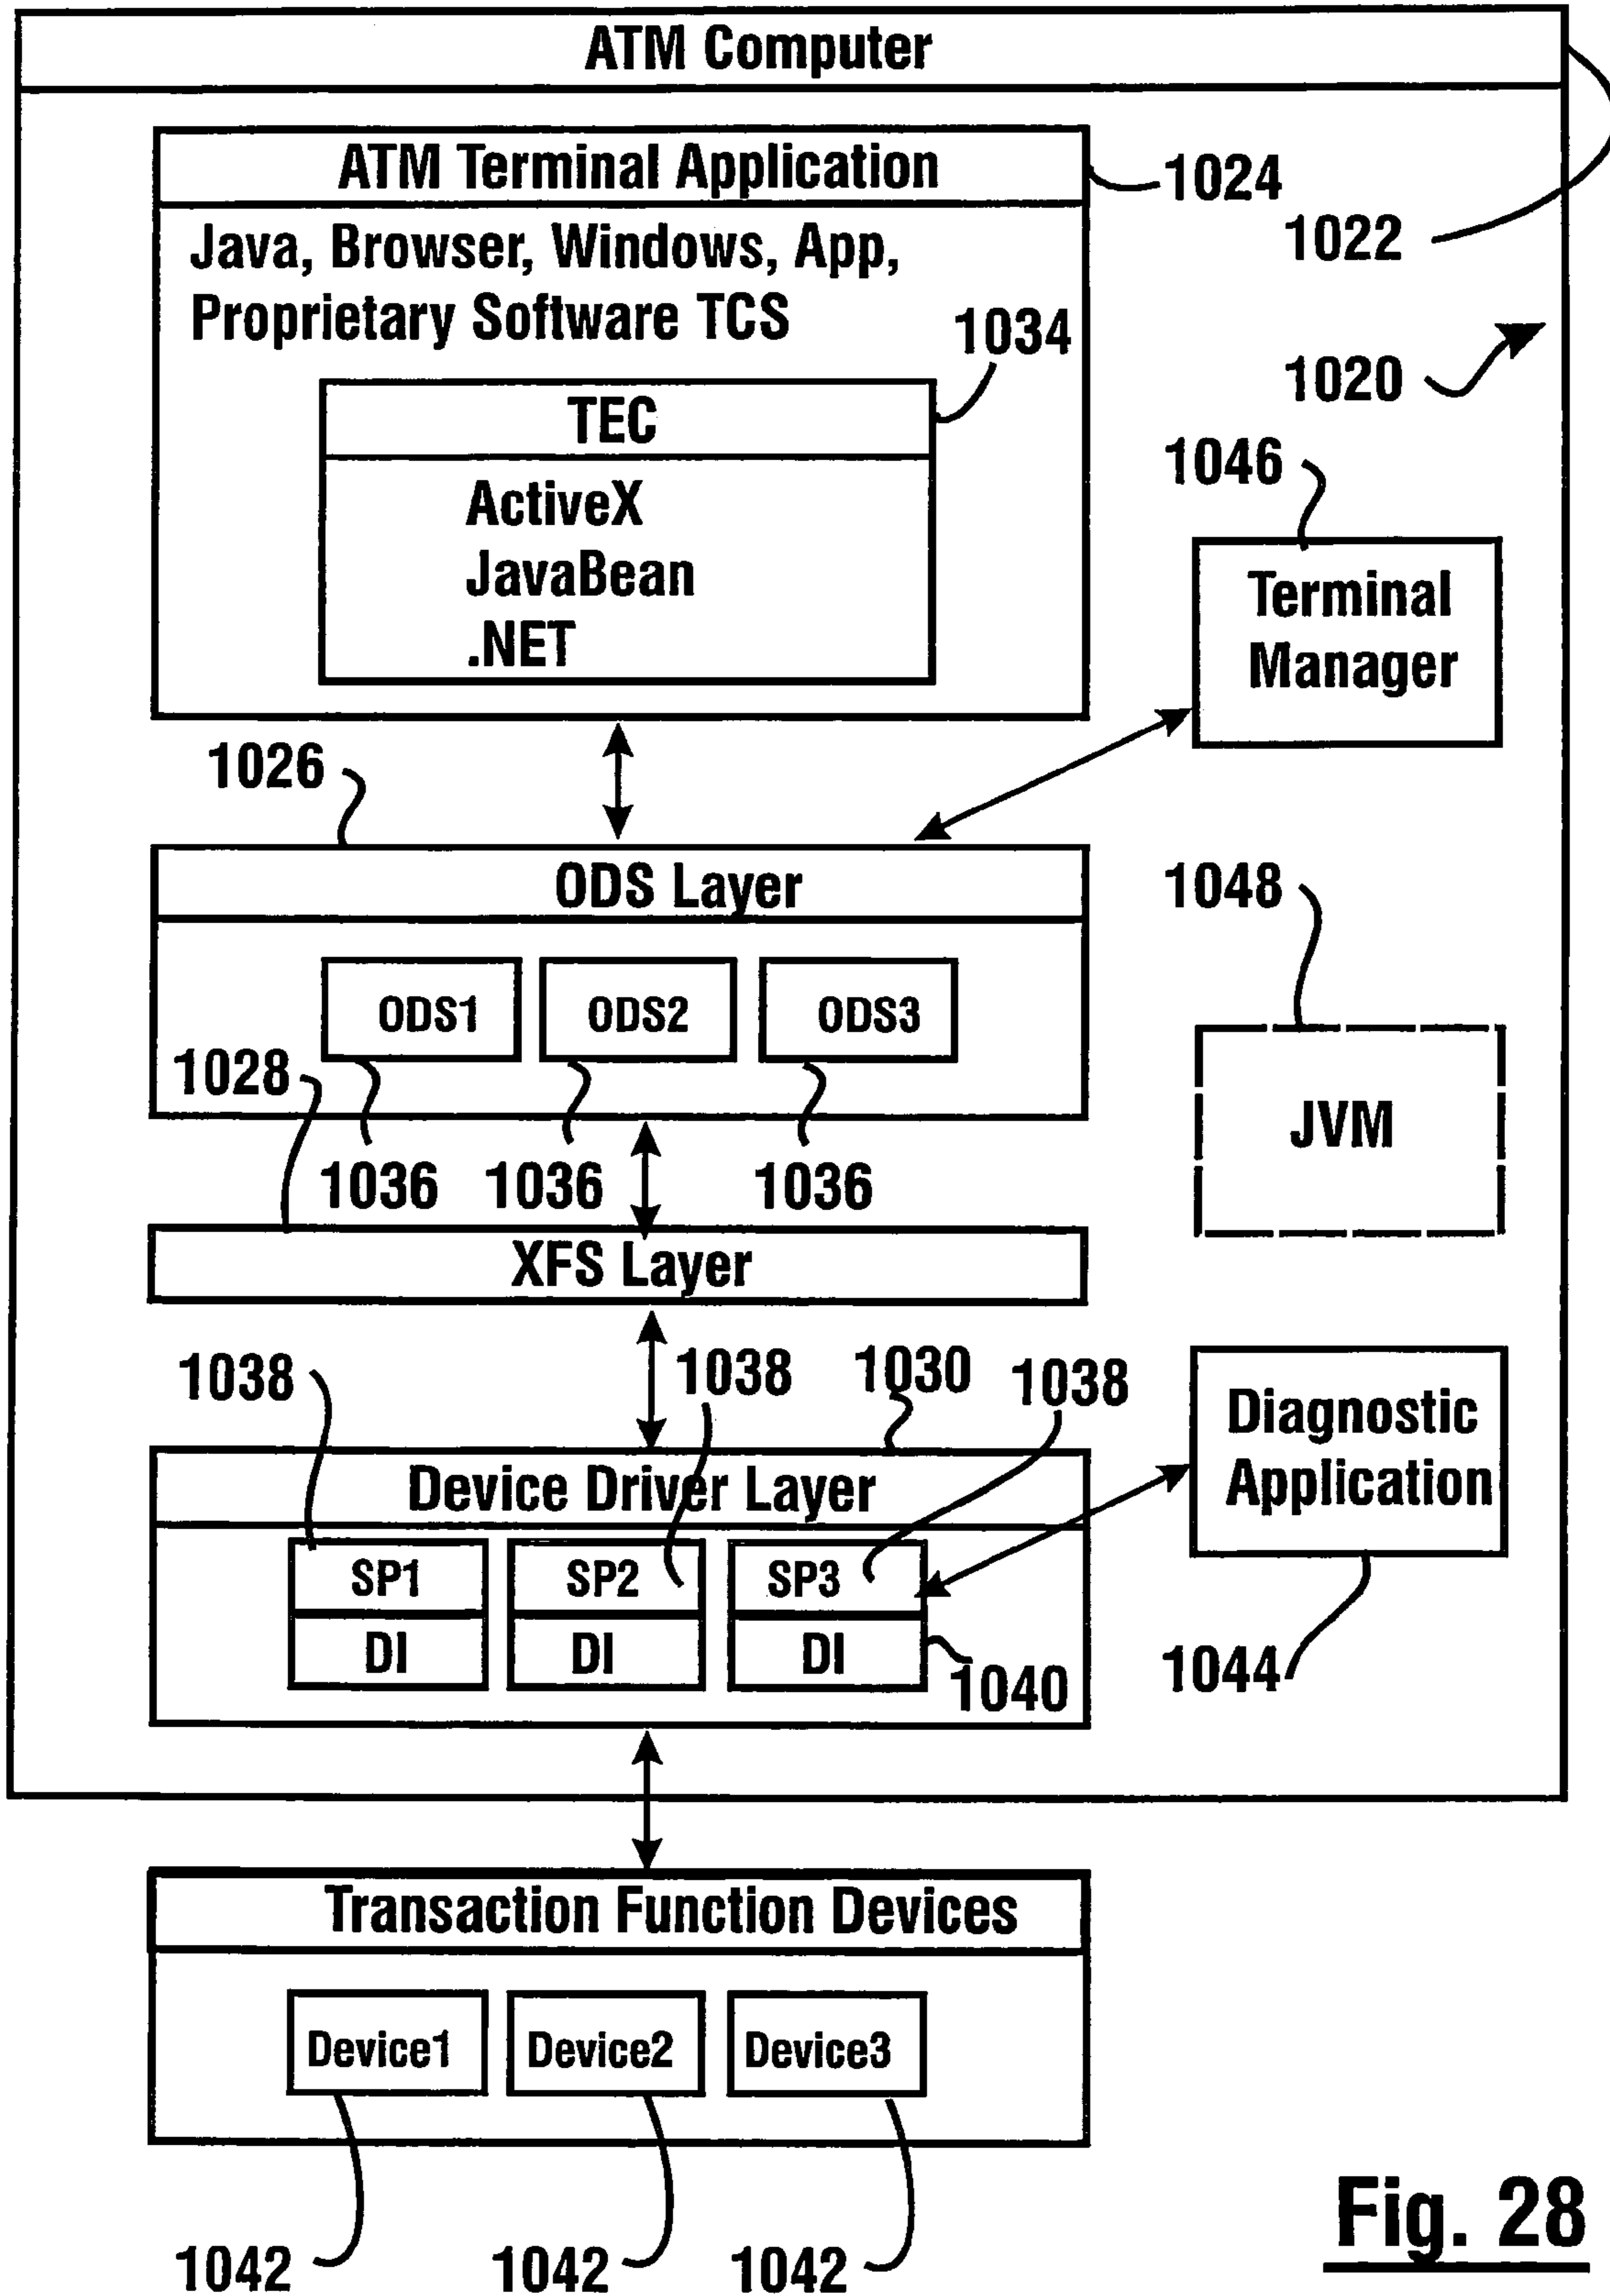 ATM Computer
ATM Terminal Application
1024
Java, Browser, Windows, App,
1022
Proprietary Software TCS
1034
1020
TEC
1046
ActiveX
JavaBean
.NET
Terminal
Manager
1026
ODS Layer
1048
ODS1 ODS2 ODS3
1028
JVM
1036 1036 1036
XFS Layer
1038 1038 1030 1038
Diagnostic
Application
Device Driver Layer
SP1 SP2 SP3
DI DI DI
1040
1044
Transaction Function Devices
Device1 Device2 Device3
1042 1042 1042
Fig. 28